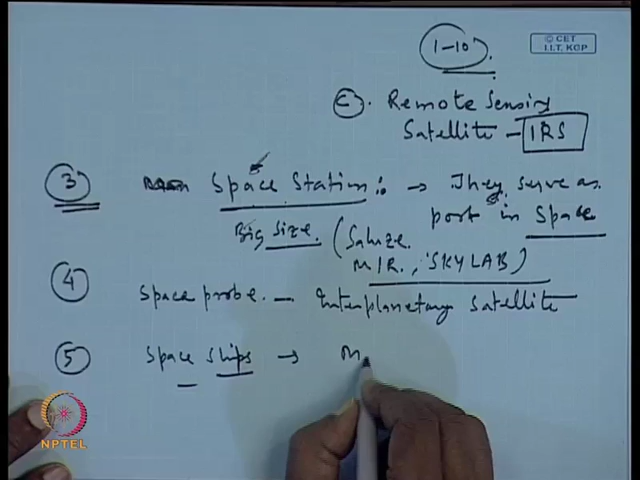 1-10
© CET
I.I.T, KGP
E. Remote Sensing
Satellite - IRS
3 Space Station: → They serve as
port in Space
Big Size. (Saluze.
MIR., SKYLAB)
4 Space probe. - Interplanetary Satellite
5 Space Ships → M
NPTEL